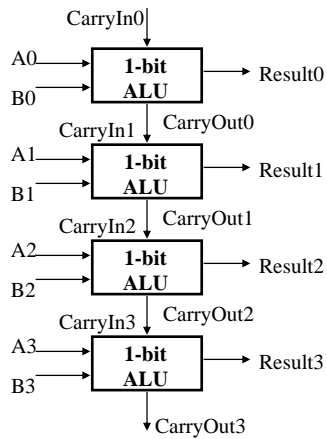 CarryIn0
A0
1-bit
ALU
Result0
B0
CarryIn1
CarryOut0
A1
1-bit
ALU
Result1
B1
CarryIn2
CarryOut1
A2
1-bit
ALU
Result2
B2
CarryIn3
CarryOut2
A3
1-bit
ALU
Result3
B3
CarryOut3